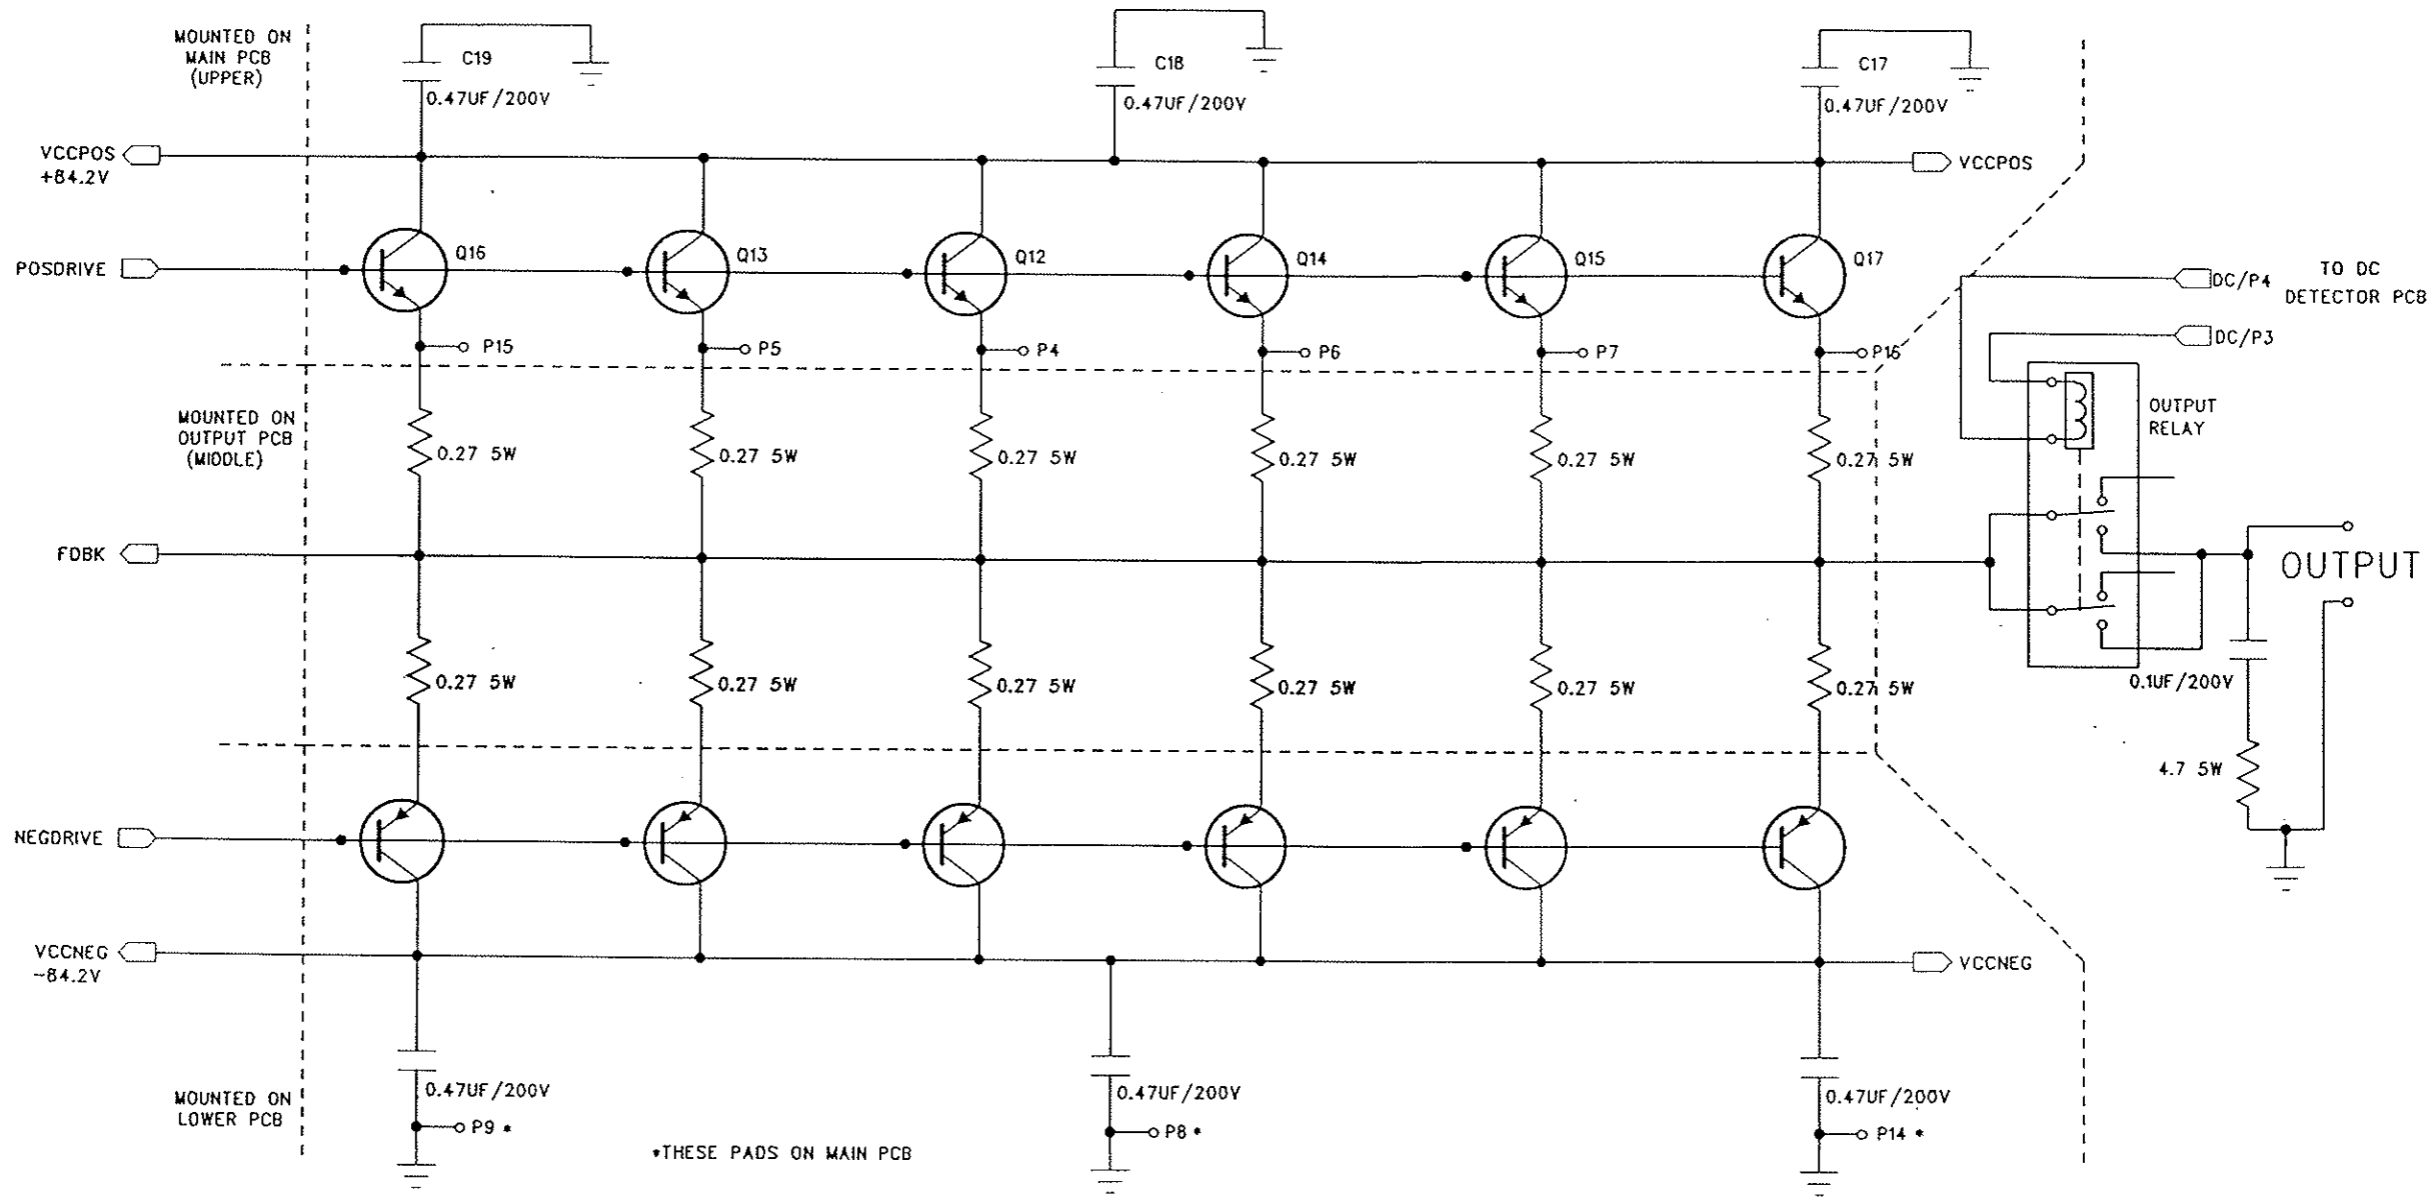 MOUNTED ON
MAIN PCB
(UPPER)
C19
0.47UF/200V
C18
0.47UF/200V
C17
0.47UF/200V
VCCPOS
+84.2V
VCCPOS
POSDRIVE
Q16
Q13
Q12
Q14
Q15
Q17
DC/P4
TO DC
DETECTOR PCB
DC/P3
P15
P5
P4
P6
P7
P16
MOUNTED ON
OUTPUT PCB
(MIDDLE)
0.27 5W
0.27 5W
0.27 5W
0.27 5W
0.27 5W
0.27 5W
OUTPUT
RELAY
FDBK
OUTPUT
0.27 5W
0.27 5W
0.27 5W
0.27 5W
0.27 5W
0.27 5W
0.1UF/200V
4.7 5W
NEGDRIVE
VCCNEG
-84.2V
VCCNEG
MOUNTED ON
LOWER PCB
0.47UF/200V
0.47UF/200V
0.47UF/200V
P9 *
P8 *
P14 *
*THESE PADS ON MAIN PCB